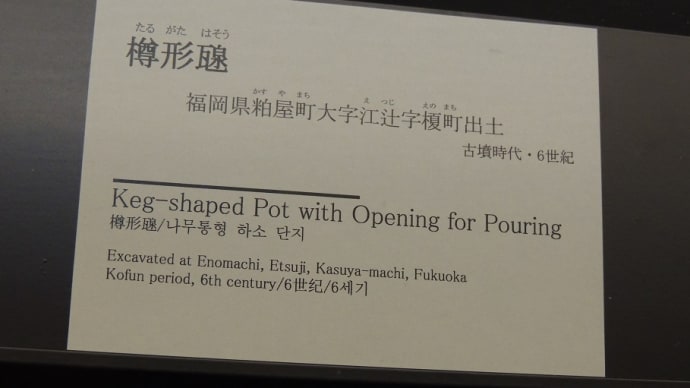 たる がた はそう
樽形𤭯
かす や まち え つじ えの まち
福岡県粕屋町大字江辻字榎町出土
古墳時代・6世紀
Keg-shaped Pot with Opening for Pouring
樽形𤭯/나무통형 하소 단지
Excavated at Enomachi, Etsuji, Kasuya-machi, Fukuoka
Kofun period, 6th century/6世纪/6세기